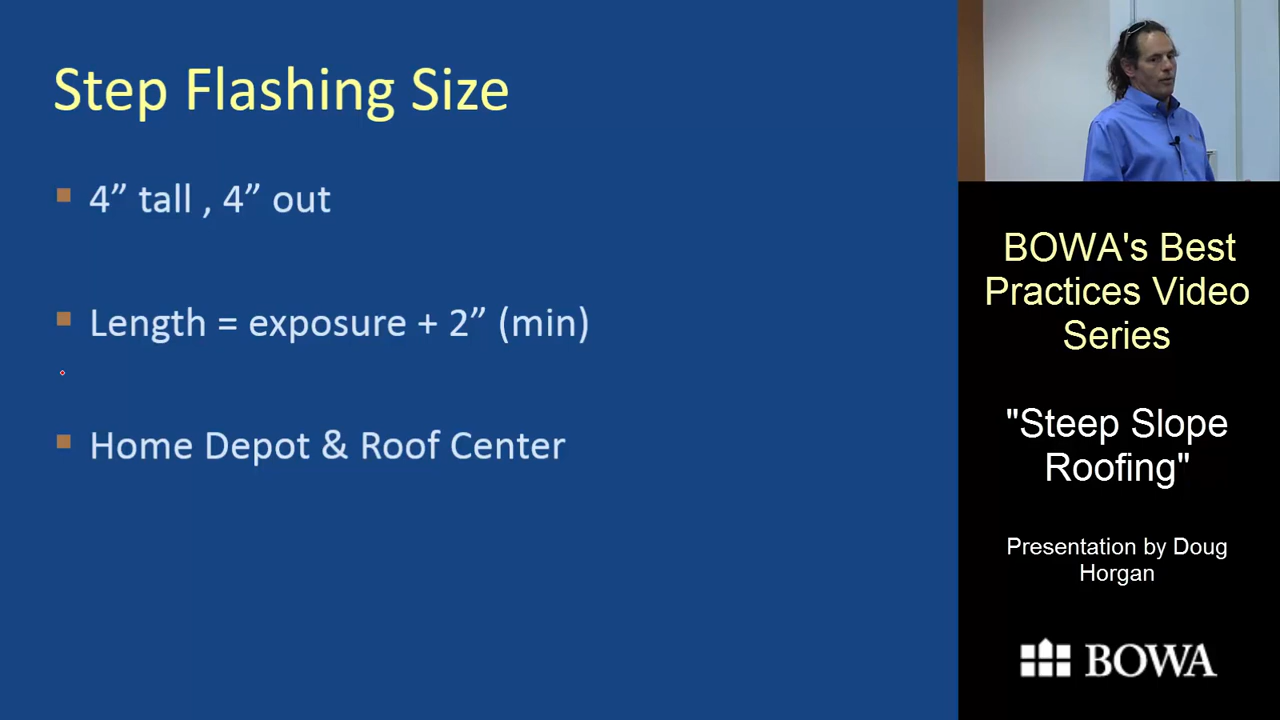 Step Flashing Size
4” tall , 4” out
Length = exposure + 2” (min)
Home Depot & Roof Center
BOWA's Best
Practices Video
Series
"Steep Slope
Roofing"
Presentation by Doug
Horgan
BOWA